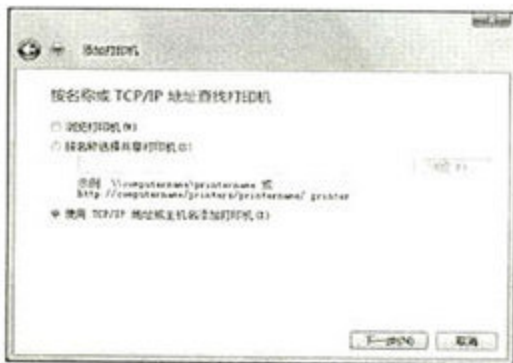 添加打印机
按名称或 TCP/IP 地址查找打印机
浏览打印机(W)
按名称选择共享打印机(S)
示例: \\computername\printername 或
http://computername/printers/printername/.printer
使用 TCP/IP 地址或主机名添加打印机(I)
下一步(N)
取消